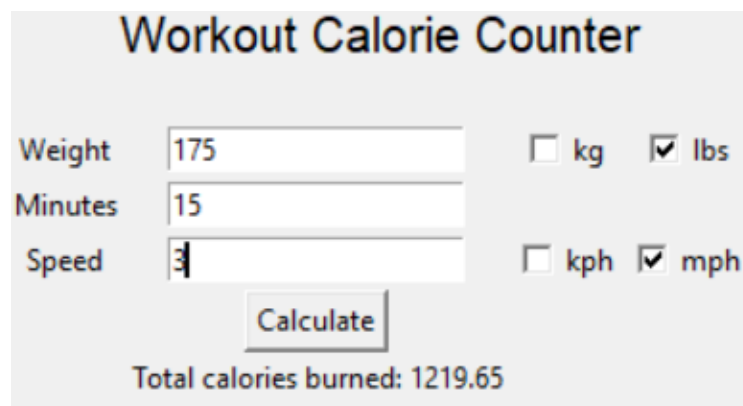 Workout Calorie Counter
Weight 175 kg lbs
Minutes 15
Speed 3 kph mph
Calculate
Total calories burned: 1219.65